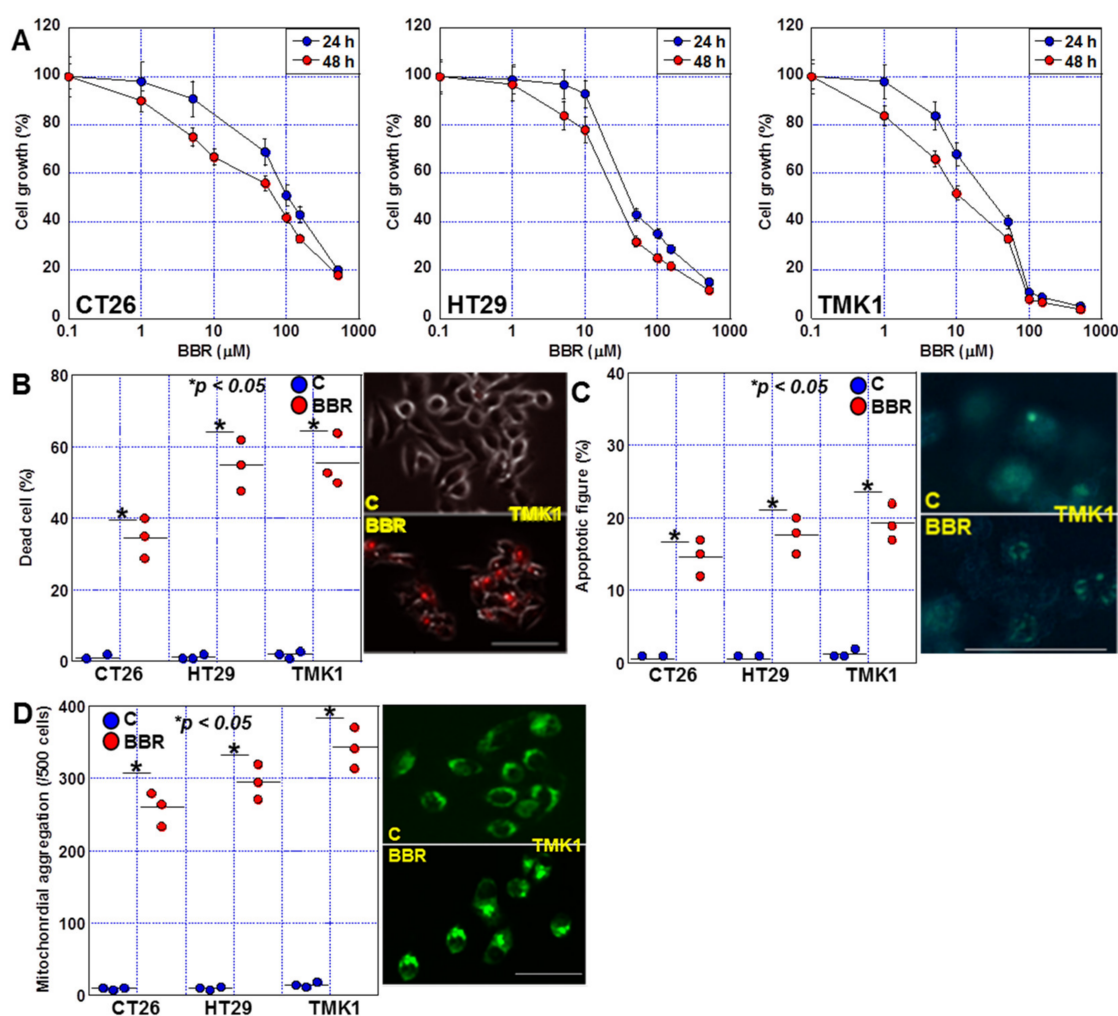 A
Cell growth (%)
120
100
80
60
40
20
0
24 h
48 h
CT26
0.1 1 10 100 1000
BBR (µM)
Cell growth (%)
120
100
80
60
40
20
0
24 h
48 h
HT29
0.1 1 10 100 1000
BBR (µM)
Cell growth (%)
120
100
80
60
40
20
0
24 h
48 h
TMK1
0.1 1 10 100 1000
BBR (µM)
B
Dead cell (%)
80
60
40
20
0
*p < 0.05
C
BBR
*
*
*
CT26 HT29 TMK1
C
TMK1
BBR
C
Apoptotic figure (%)
40
30
20
10
0
*p < 0.05
C
BBR
*
*
*
CT26 HT29 TMK1
C
TMK1
BBR
D
Mitochonrdial aggregation (/500 cells)
400
300
200
100
0
C
BBR
*p < 0.05
*
*
*
CT26 HT29 TMK1
C
TMK1
BBR